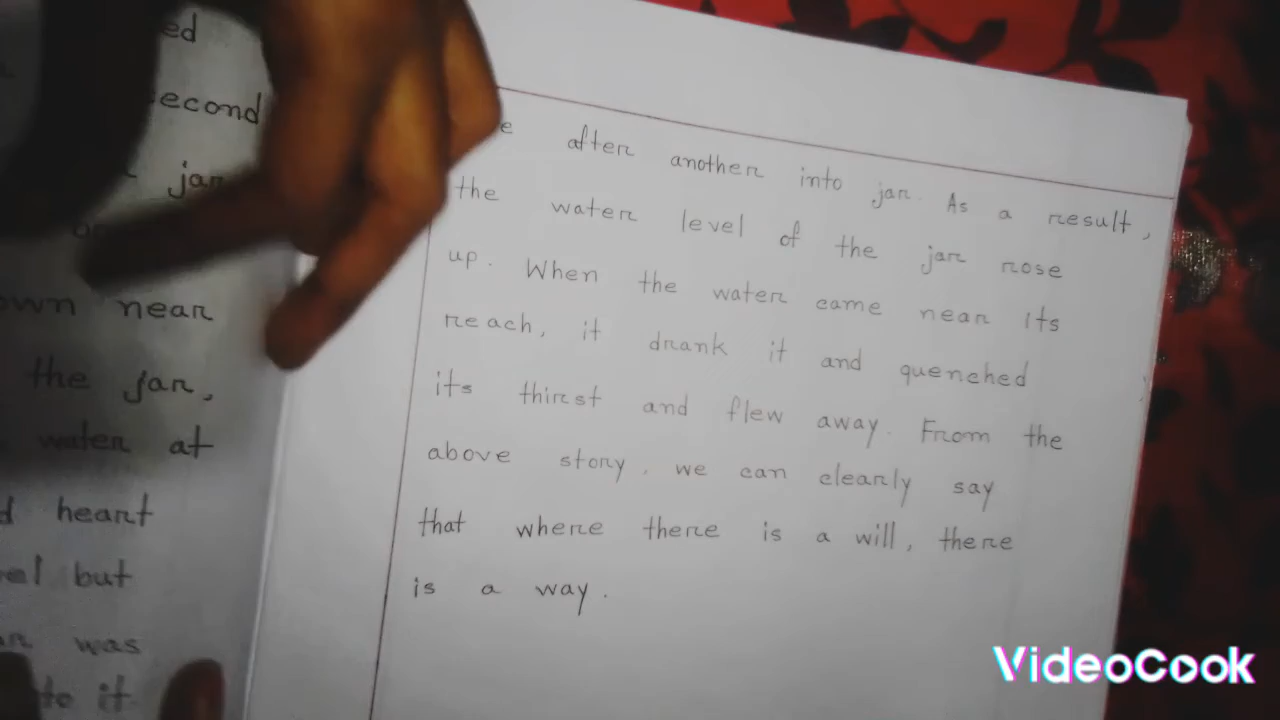 ed
second
jar
own near
the jar,
water at
heart
but
was
to it
after another into jar. As a result,
the water level of the jar rose
up. When the water came near its
reach, it drank it and quenched
its thirst and flew away. From the
above story, we can clearly say
that where there is a will, there
is a way.
VideoCook